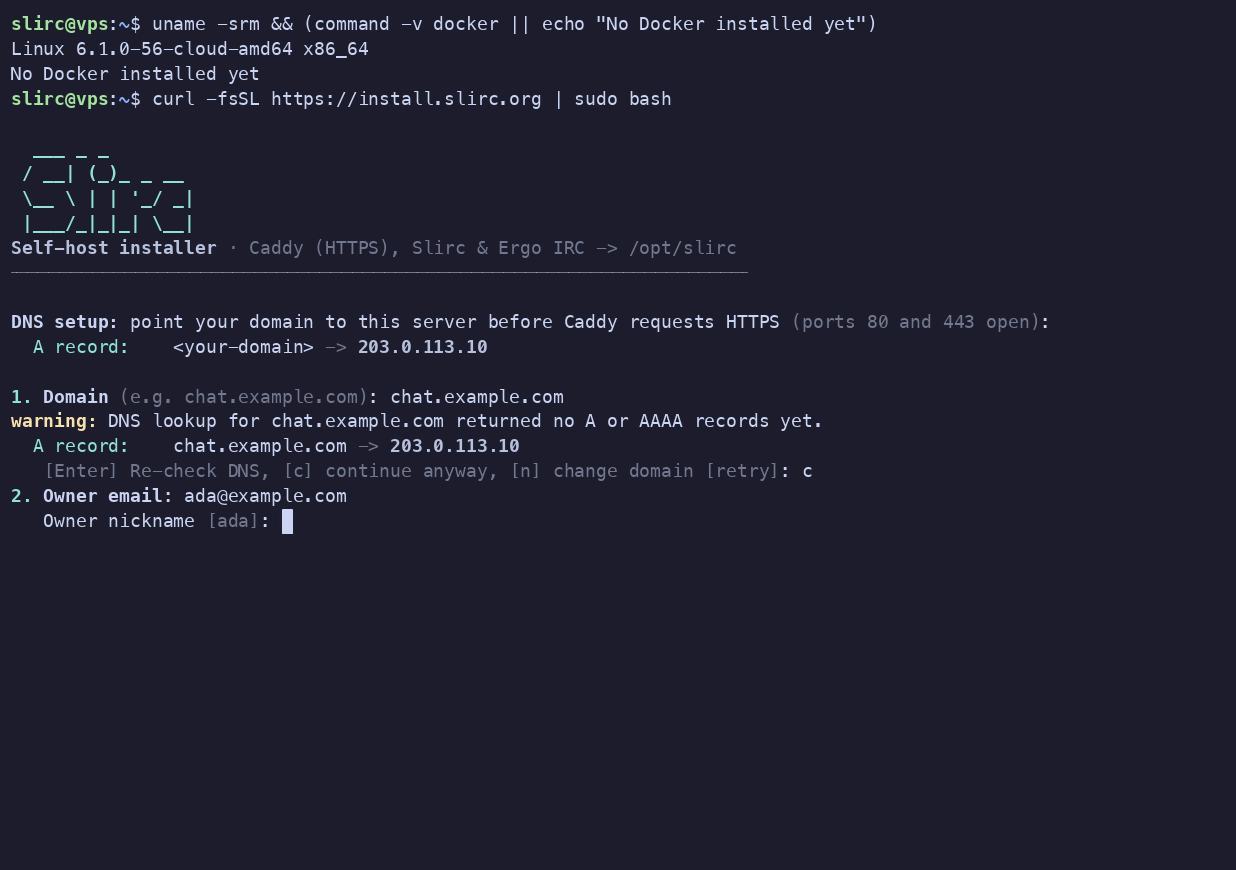 slirc@vps:~$ uname -srm && (command -v docker || echo "No Docker installed yet")
Linux 6.1.0-56-cloud-amd64 x86_64
No Docker installed yet
slirc@vps:~$ curl -fsSL https://install.slirc.org | sudo bash
  ___ _ _
 / __| (_)_ _ __
 \__ \ | | '_/ _|
 |___/_|_|_| \__|
Self-host installer · Caddy (HTTPS), Slirc & Ergo IRC -> /opt/slirc
────────────────────────────────────────────────────────────────────
DNS setup: point your domain to this server before Caddy requests HTTPS (ports 80 and 443 open):
  A record:    <your-domain> -> 203.0.113.10
1. Domain (e.g. chat.example.com): chat.example.com
warning: DNS lookup for chat.example.com returned no A or AAAA records yet.
  A record:    chat.example.com -> 203.0.113.10
   [Enter] Re-check DNS, [c] continue anyway, [n] change domain [retry]: c
2. Owner email: ada@example.com
   Owner nickname [ada]: